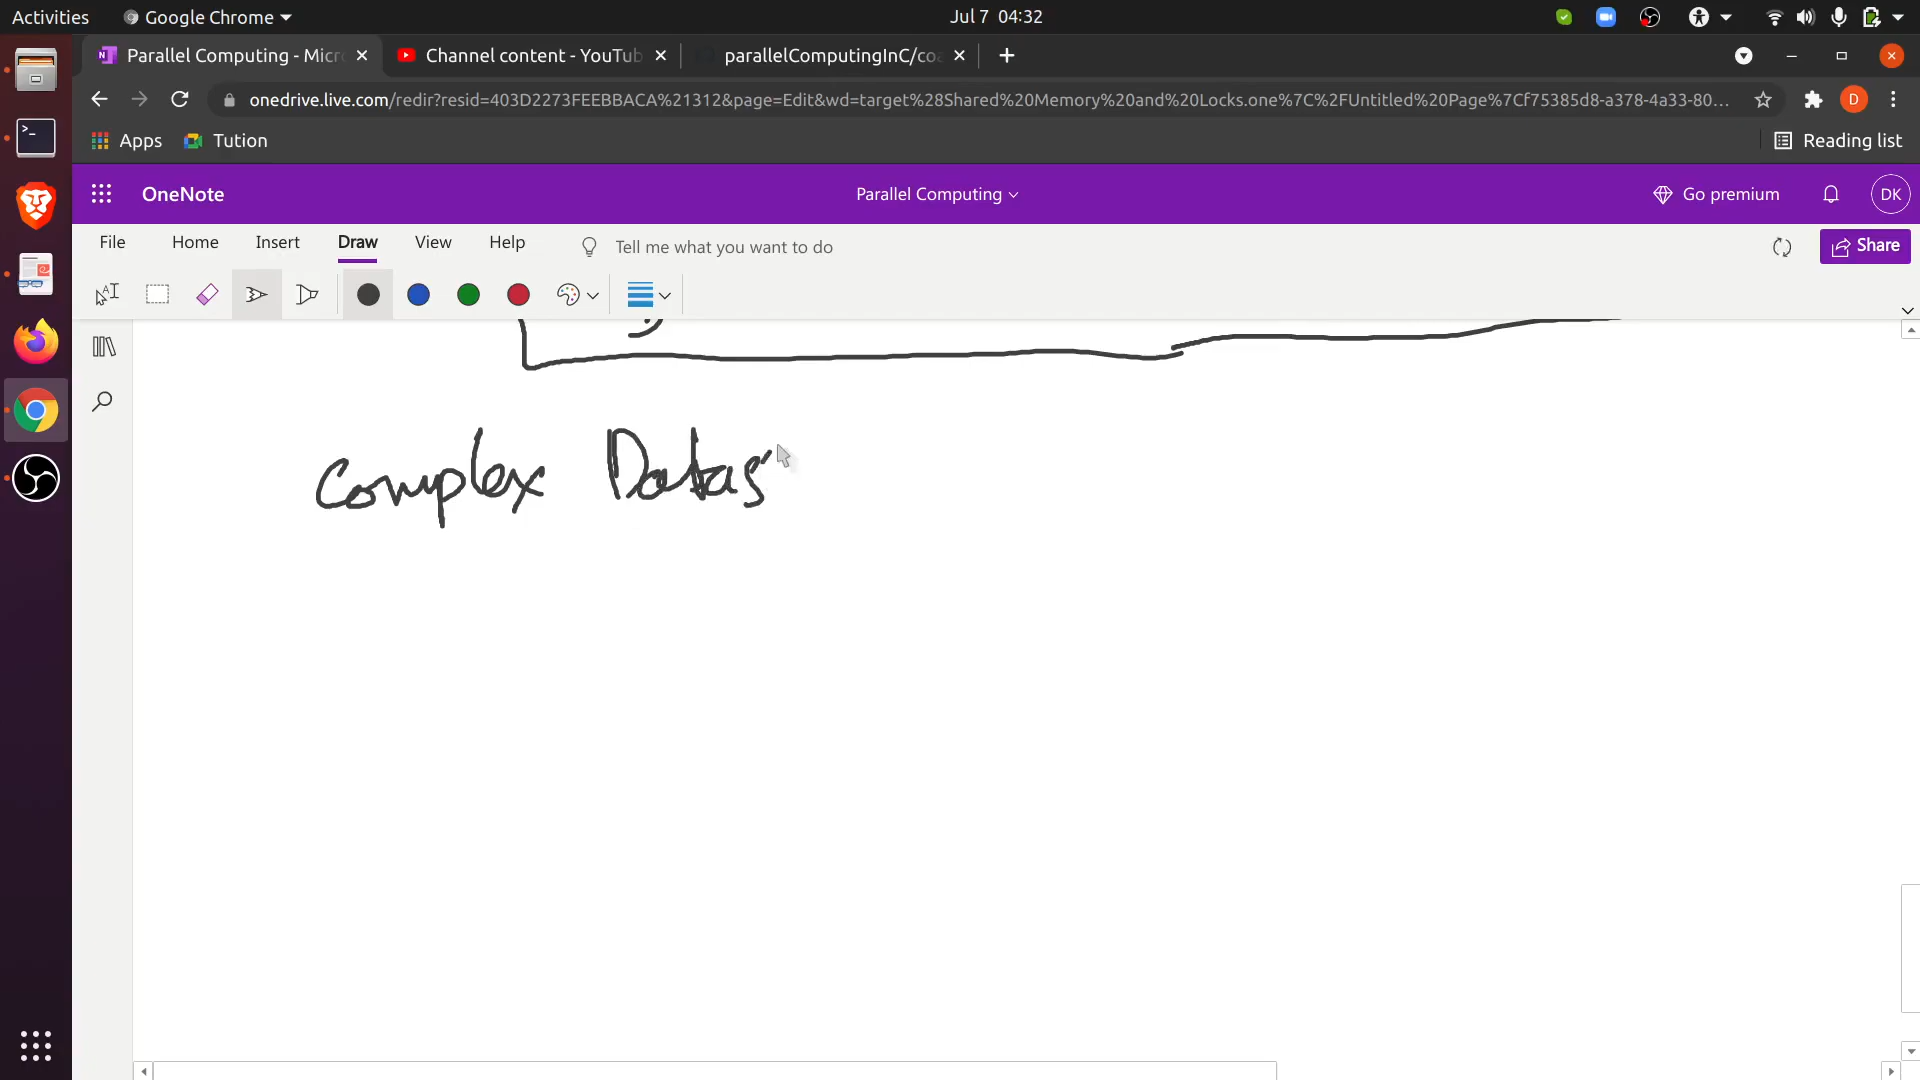 Activities Google Chrome Jul 7 04:32
Parallel Computing - Micr Channel content - YouTub parallelComputingInC/coa
onedrive.live.com/redir?resid=403D2273FEEBBACA%21312&page=Edit&wd=target%28Shared%20Memory%20and%20Locks.one%7C%2FUntitled%20Page%7Cf75385d8-a378-4a33-80... D
Apps Tution Reading list
OneNote Parallel Computing Go premium DK
File Home Insert Draw View Help Tell me what you want to do Share
Complex Datas